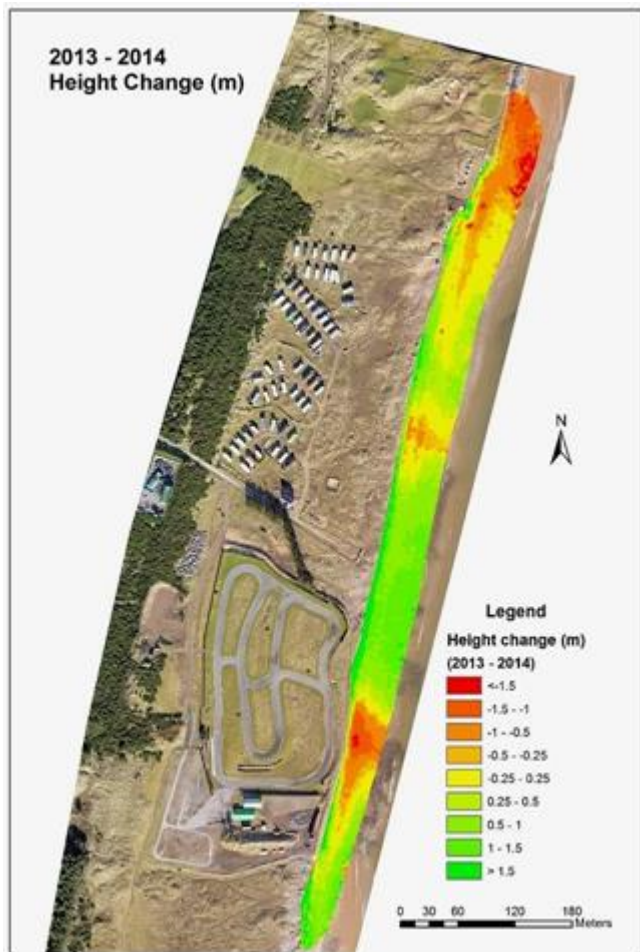 2013 - 2014
Height Change (m)
N
Legend
Height change (m)
(2013 - 2014)
<-1.5
-1.5 - -1
-1 - -0.5
-0.5 - -0.25
-0.25 - 0.25
0.25 - 0.5
0.5 - 1
1 - 1.5
> 1.5
0 30 60 120 180
Meters